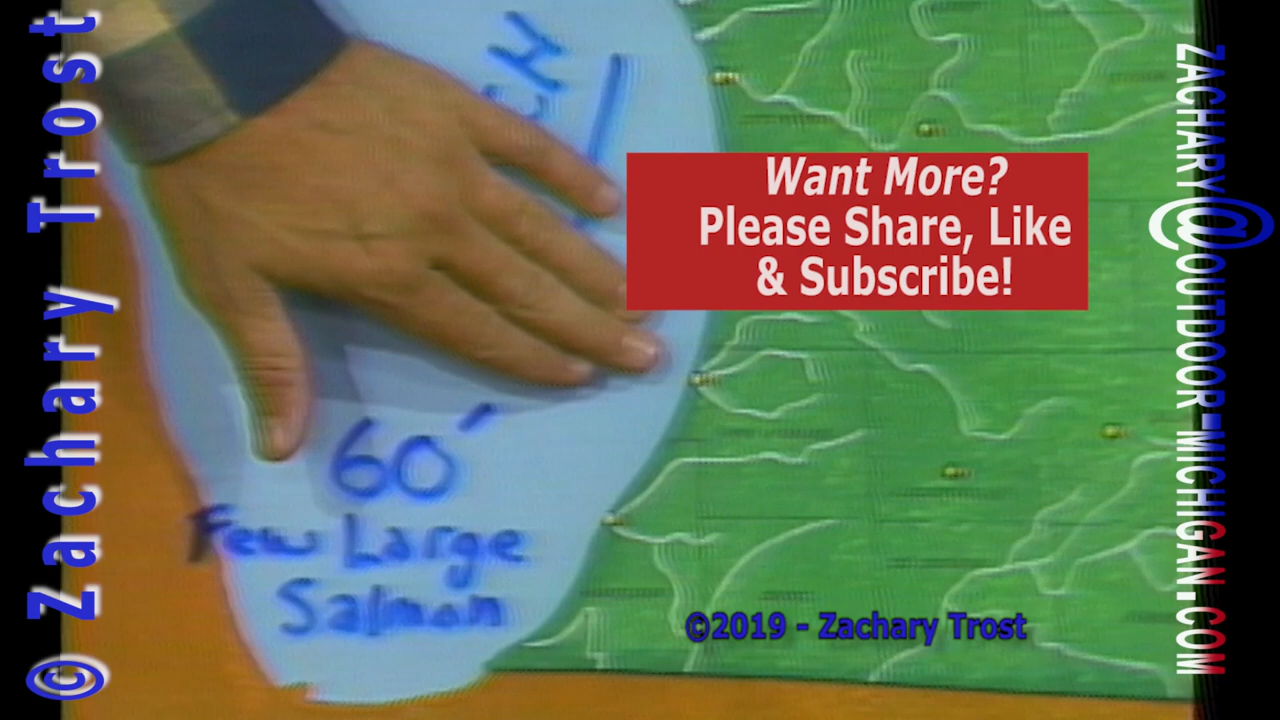 © Zachary Trost
CH
Want More?
Please Share, Like
& Subscribe!
60'
Few Large
Salmon
©2019 - Zachary Trost
ZACHARY@OUTDOOR-MICHIGAN.COM